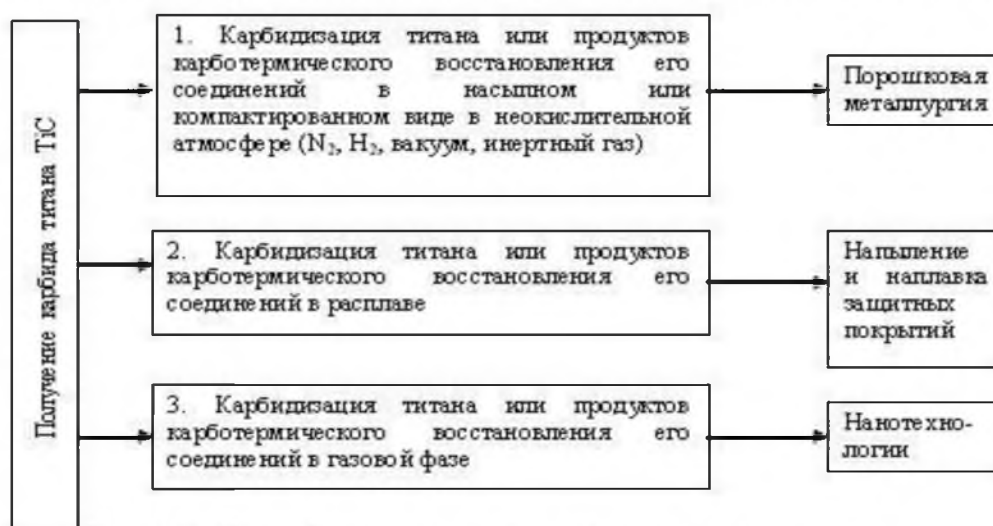 Получение карбида титана TiC
1. Карбидизация титана или продуктов
карботермического восстановления его
соединений в насыпном или
компактированном виде в неокислительной
атмосфере (N₂, H₂, вакуум, инертный газ)
Порошковая
металлургия
2. Карбидизация титана или продуктов
карботермического восстановления его
соединений в расплаве
Напыление
и наплавка
защитных
покрытий
3. Карбидизация титана или продуктов
карботермического восстановления его
соединений в газовой фазе
Нанотехно-
логии